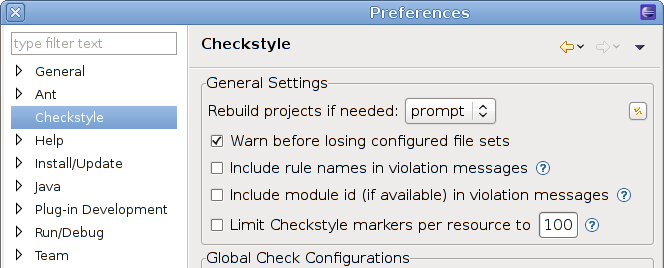 Preferences
type filter text
General
Ant
Checkstyle
Help
Install/Update
Java
Plug-in Development
Run/Debug
Team
Checkstyle
General Settings
Rebuild projects if needed: prompt
Warn before losing configured file sets
Include rule names in violation messages ?
Include module id (if available) in violation messages ?
Limit Checkstyle markers per resource to 100 ?
Global Check Configurations